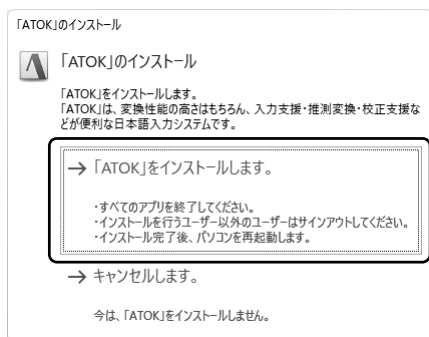 「ATOK」のインストール
「ATOK」のインストール
「ATOK」をインストールします。
「ATOK」は、変換性能の高さはもちろん、入力支援・推測変換・校正支援な
どが便利な日本語入力システムです。
→ 「ATOK」をインストールします。
・すべてのアプリを終了してください。
・インストールを行うユーザー以外のユーザーはサインアウトしてください。
・インストール完了後、パソコンを再起動します。
→ キャンセルします。
今は、「ATOK」をインストールしません。